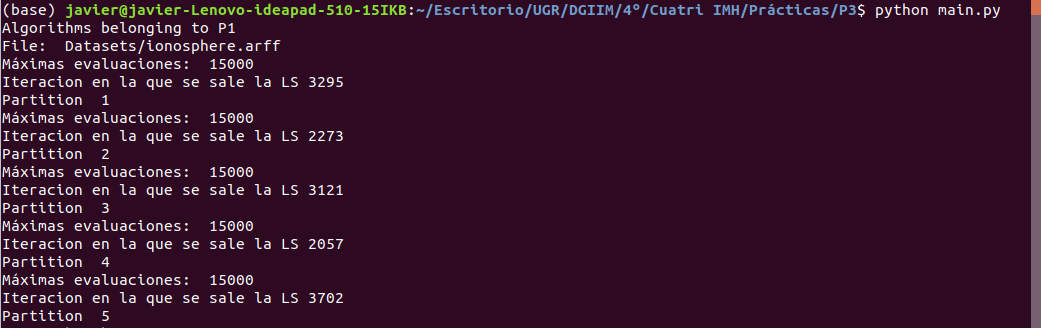 (base) javier@javier-Lenovo-ideapad-510-15IKB:~/Escritorio/UGR/DGIIM/4º/Cuatri IMH/Prácticas/P3$ python main.py
Algorithms belonging to P1
File:  Datasets/ionosphere.arff
Máximas evaluaciones:  15000
Iteracion en la que se sale la LS 3295
Partition  1
Máximas evaluaciones:  15000
Iteracion en la que se sale la LS 2273
Partition  2
Máximas evaluaciones:  15000
Iteracion en la que se sale la LS 3121
Partition  3
Máximas evaluaciones:  15000
Iteracion en la que se sale la LS 2057
Partition  4
Máximas evaluaciones:  15000
Iteracion en la que se sale la LS 3702
Partition  5